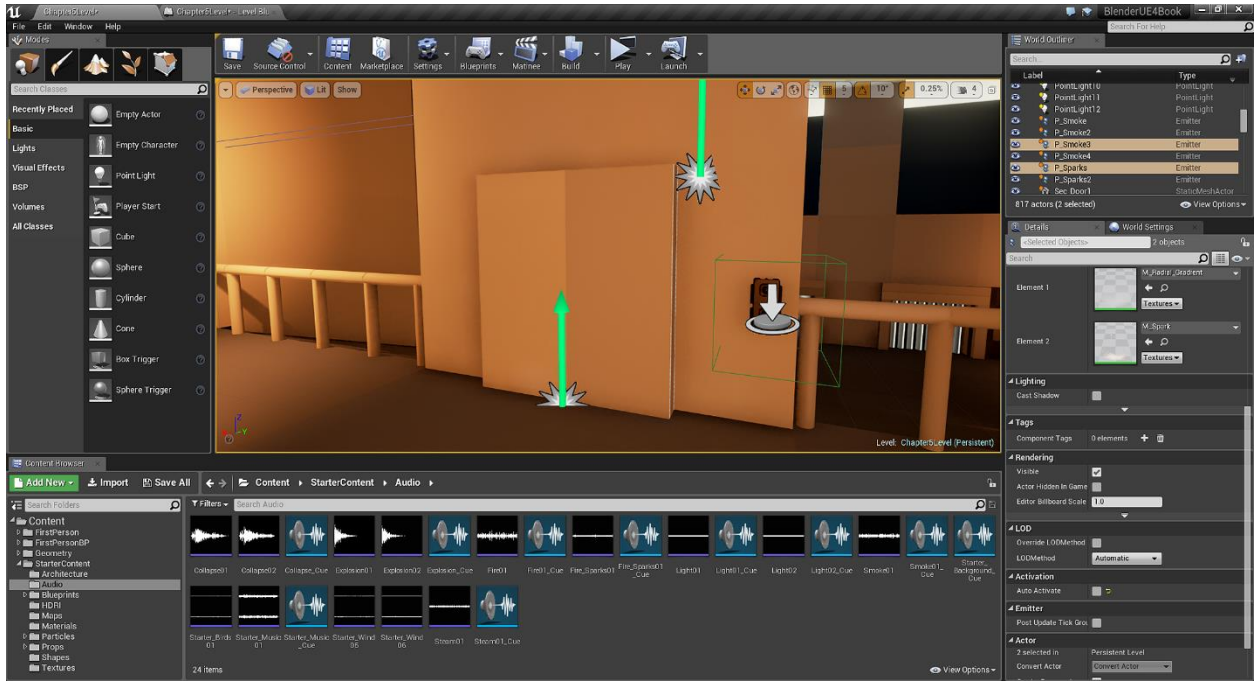 Chapter5Level*
Chapter5Level* - Level Blu
BlenderUE4Book
File Edit Window Help
Search For Help
Modes
Search Classes
Recently Placed
Basic
Lights
Visual Effects
BSP
Volumes
All Classes
Empty Actor
Empty Character
Point Light
Player Start
Cube
Sphere
Cylinder
Cone
Box Trigger
Sphere Trigger
Save Source Control Content Marketplace Settings Blueprints Matinee Build Play Launch
Perspective Lit Show
5 10° 0.25% 4
Z
Y
Level: Chapter5Level (Persistent)
World Outliner
Search...
Label Type
PointLight10 PointLight
PointLight11 PointLight
PointLight12 PointLight
P_Smoke Emitter
P_Smoke2 Emitter
P_Smoke3 Emitter
P_Smoke4 Emitter
P_Sparks Emitter
P_Sparks2 Emitter
Sec Door1 StaticMeshActor
817 actors (2 selected) View Options
Details World Settings
<Selected Objects> 2 objects
Search
Element 1 M_Radial_Gradient
Textures
Element 2 M_Spark
Textures
Lighting
Cast Shadow
Tags
Component Tags 0 elements
Rendering
Visible
Actor Hidden In Game
Editor Billboard Scale 1.0
LOD
Override LODMethod
LODMethod Automatic
Activation
Auto Activate
Emitter
Post Update Tick Grou
Actor
2 selected in Persistent Level
Convert Actor Convert Actor
Content Browser
Add New Import Save All Content StarterContent Audio
Search Folders
Filters Search Audio
Content
FirstPerson
FirstPersonBP
Geometry
StarterContent
Architecture
Audio
Blueprints
HDRI
Maps
Materials
Particles
Props
Shapes
Textures
Collapse01 Collapse02 Collapse_Cue Explosion01 Explosion02 Explosion_Cue Fire01 Fire01_Cue Fire_Sparks01 Fire_Sparks01_Cue Light01 Light01_Cue Light02 Light02_Cue Smoke01 Smoke01_Cue Starter_Background_Cue
Starter_Birds01 Starter_Music01 Starter_Music_Cue Starter_Wind05 Starter_Wind06 Steam01 Steam01_Cue
24 items View Options